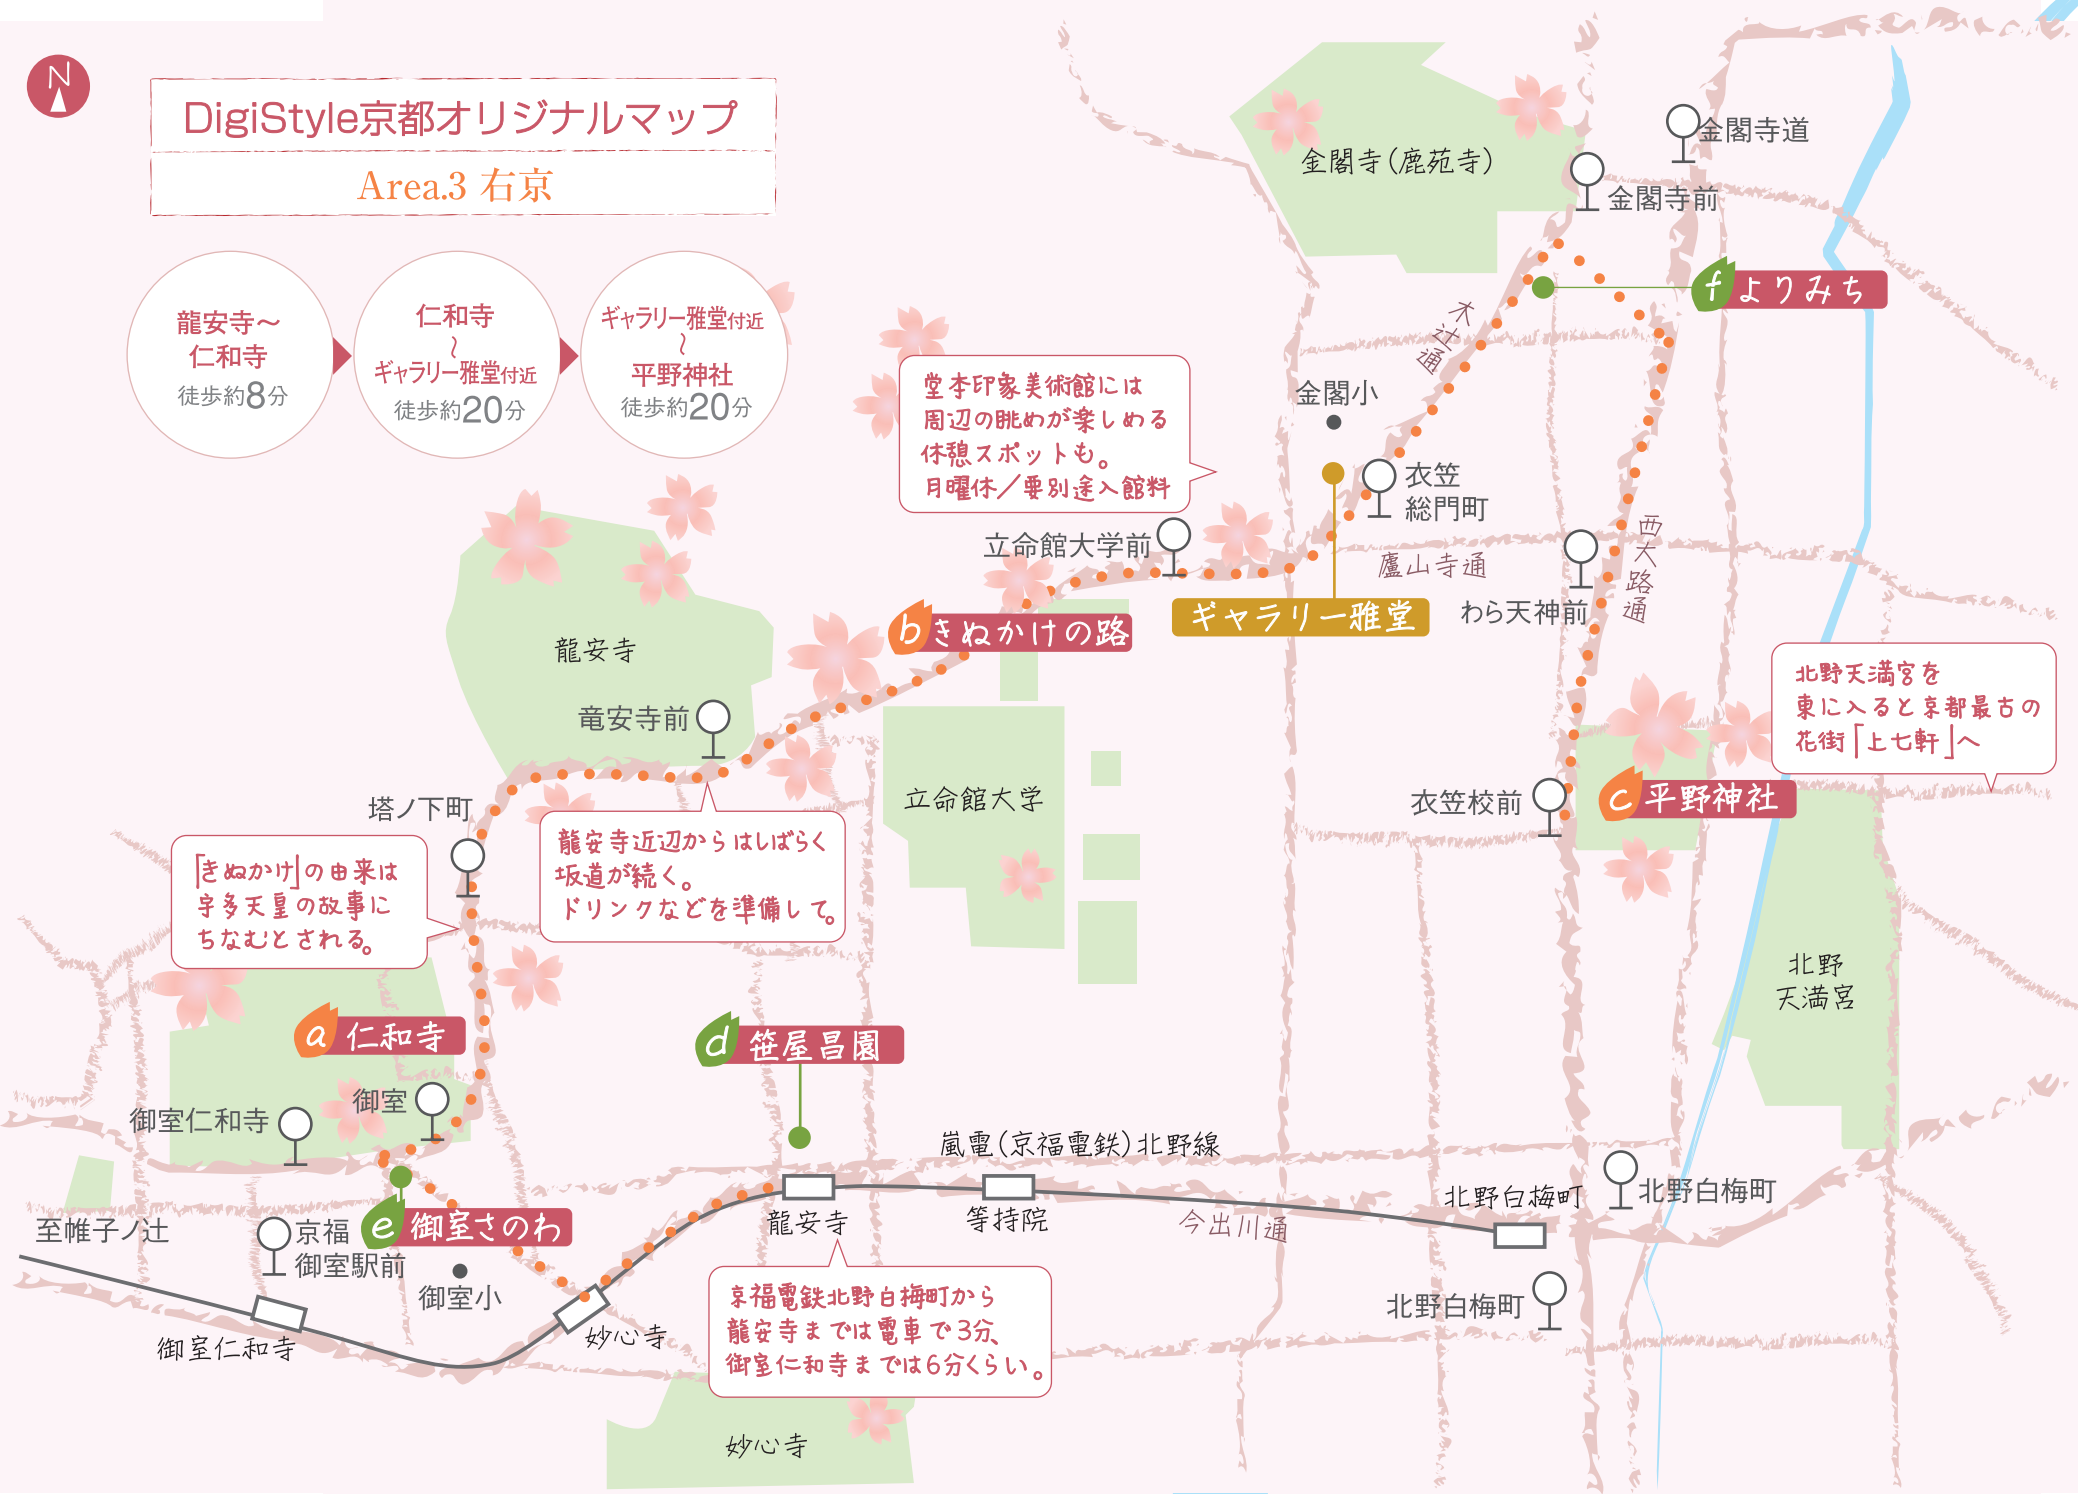 N
DigiStyle京都オリジナルマップ
Area.3 右京
龍安寺～
仁和寺
徒歩約8分
仁和寺
～
ギャラリー雅堂付近
徒歩約20分
ギャラリー雅堂付近
～
平野神社
徒歩約20分
金閣寺(鹿苑寺)
金閣寺道
金閣寺前
f よりみち
木辻通
金閣小
堂本印象美術館には
周辺の眺めが楽しめる
休憩スポットも。
月曜休／要別途入館料
衣笠
総門町
立命館大学前
廬山寺通
西大路通
わら天神前
ギャラリー雅堂
b きぬかけの路
龍安寺
竜安寺前
北野天満宮を
東に入ると京都最古の
花街「上七軒」へ
c 平野神社
衣笠校前
立命館大学
塔ノ下町
龍安寺近辺からはしばらく
坂道が続く。
ドリンクなどを準備して。
「きぬかけ」の由来は
宇多天皇の故事に
ちなむとされる。
北野
天満宮
a 仁和寺
d 笹屋昌園
御室
御室仁和寺
嵐電(京福電鉄)北野線
北野白梅町
北野白梅町
龍安寺
等持院
今出川通
至帷子ノ辻
京福
御室駅前
e 御室さのわ
御室小
御室仁和寺
妙心寺
京福電鉄北野白梅町から
龍安寺までは電車で3分、
御室仁和寺までは6分くらい。
北野白梅町
妙心寺